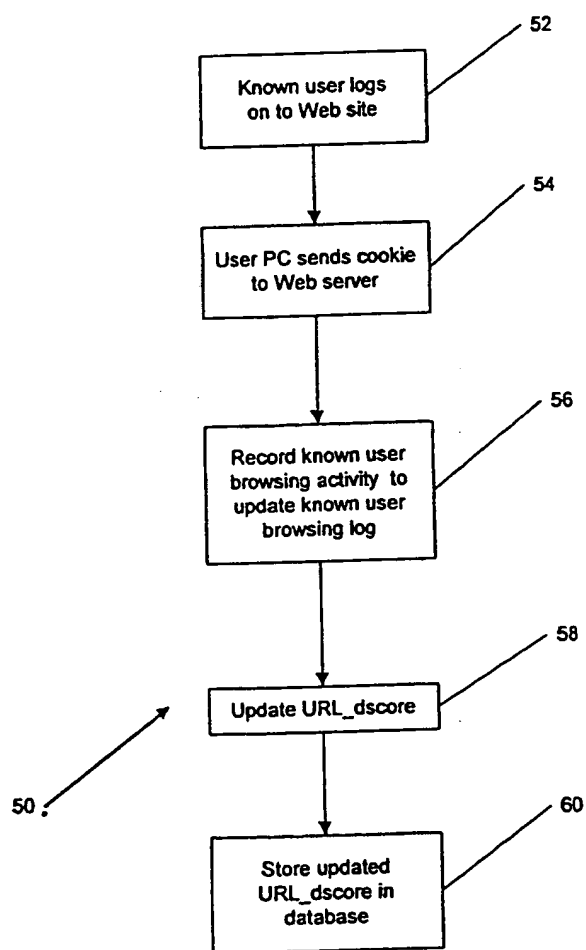 52
Known user logs
on to Web site
54
User PC sends cookie
to Web server
56
Record known user
browsing activity to
update known user
browsing log
58
Update URL_dscore
50
60
Store updated
URL_dscore in
database